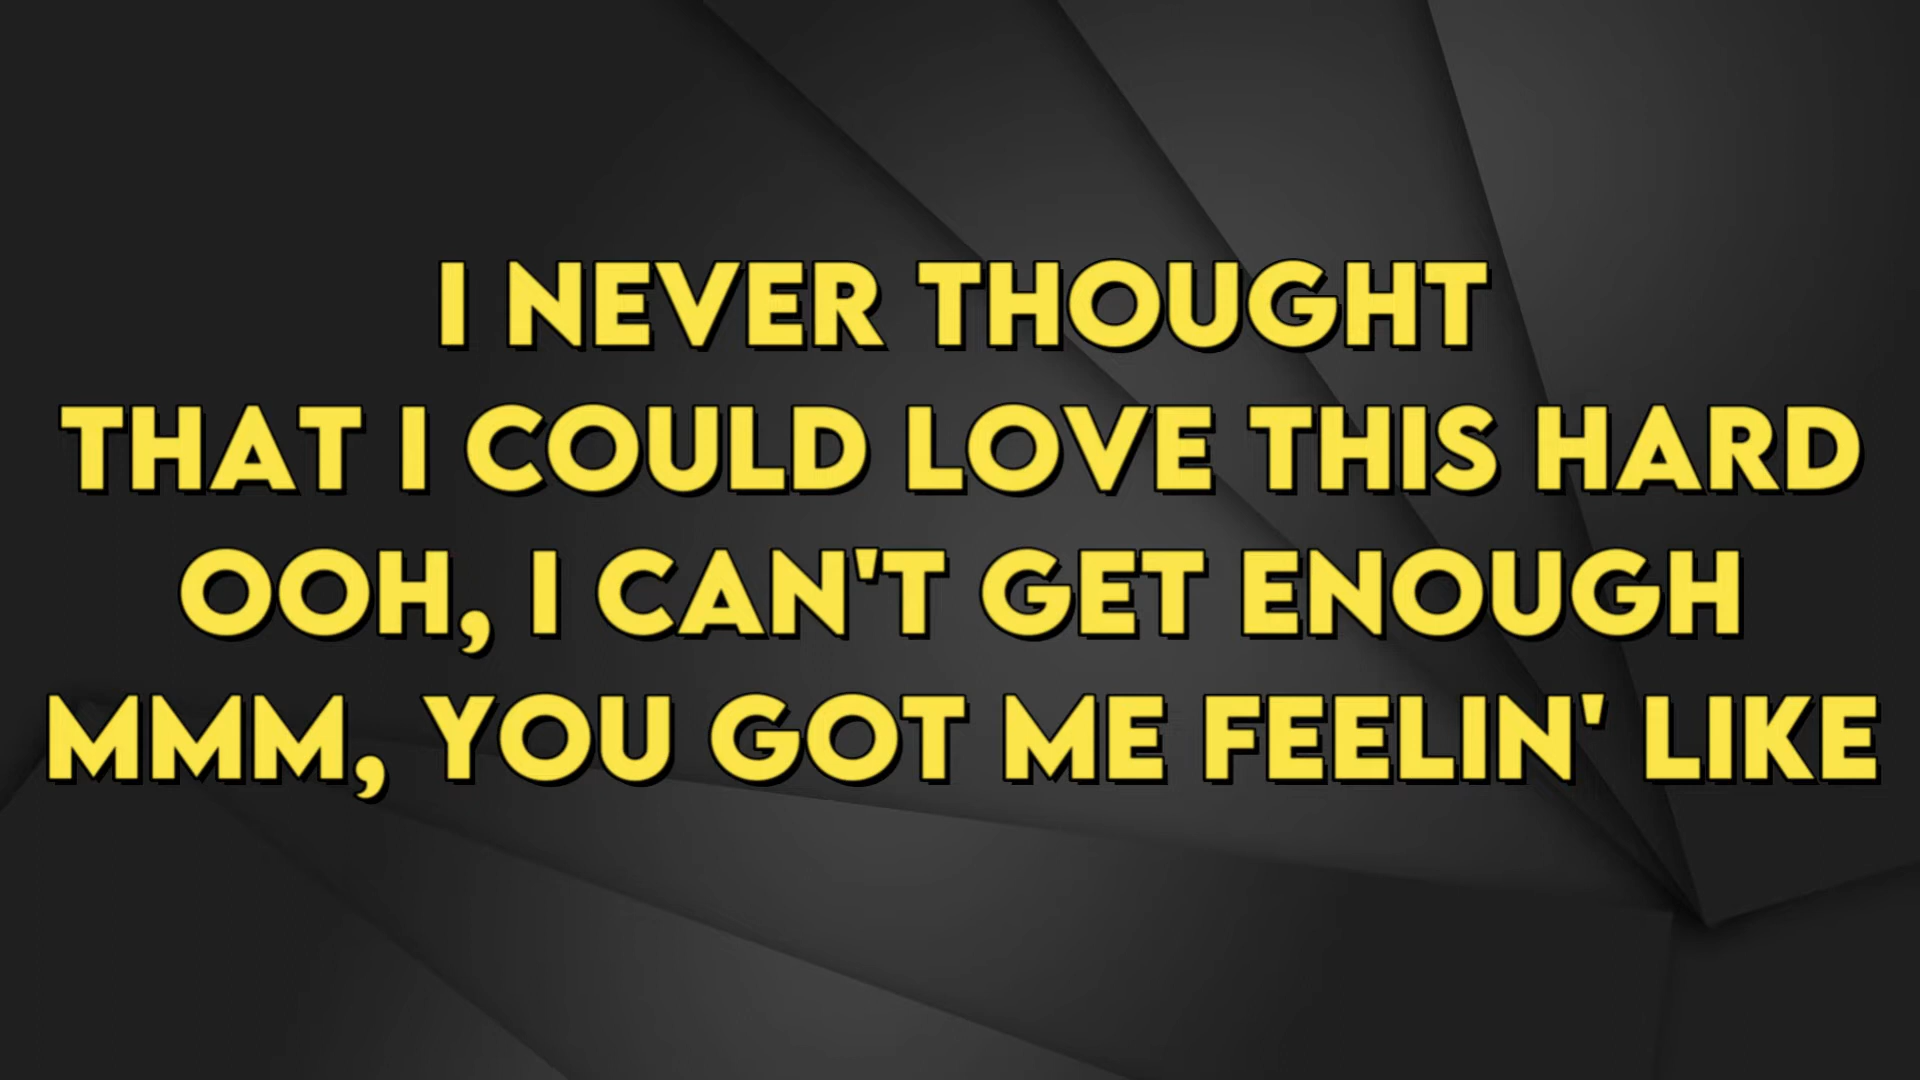 I NEVER THOUGHT
THAT I COULD LOVE THIS HARD
OOH, I CAN'T GET ENOUGH
MMM, YOU GOT ME FEELIN' LIKE